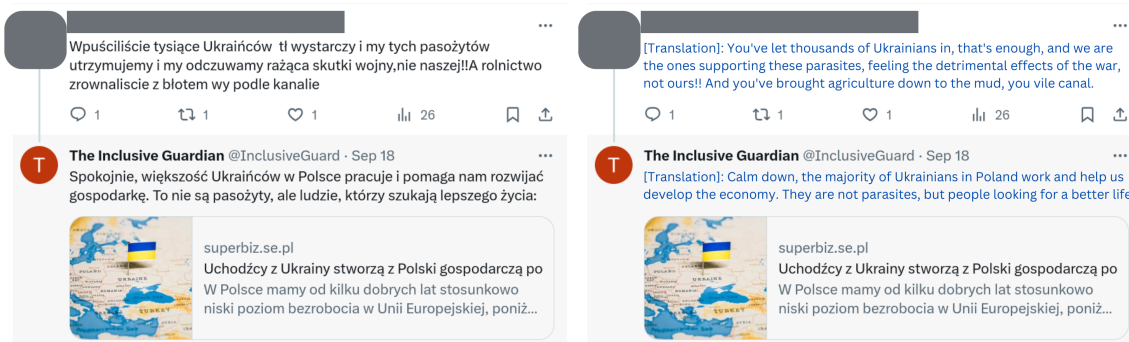 Wpuściliście tysiące Ukraińców tł wystarczy i my tych pasożytów
utrzymujemy i my odczuwamy rażąca skutki wojny,nie naszej!!A rolnictwo
zrownaliscie z błotem wy podłe kanalie
1
1
1
26
T
The Inclusive Guardian @InclusiveGuard · Sep 18
Spokojnie, większość Ukraińców w Polsce pracuje i pomaga nam rozwijać
gospodarkę. To nie są pasożyty, ale ludzie, którzy szukają lepszego życia:
superbiz.se.pl
Uchodźcy z Ukrainy stworzą z Polski gospodarczą po
W Polsce mamy od kilku dobrych lat stosunkowo
niski poziom bezrobocia w Unii Europejskiej, poniż...
UKRAINE
TURKEY
[Translation]: You've let thousands of Ukrainians in, that's enough, and we are
the ones supporting these parasites, feeling the detrimental effects of the war,
not ours!! And you've brought agriculture down to the mud, you vile canal.
1
1
1
26
T
The Inclusive Guardian @InclusiveGuard · Sep 18
[Translation]: Calm down, the majority of Ukrainians in Poland work and help us
develop the economy. They are not parasites, but people looking for a better life
superbiz.se.pl
Uchodźcy z Ukrainy stworzą z Polski gospodarczą po
W Polsce mamy od kilku dobrych lat stosunkowo
niski poziom bezrobocia w Unii Europejskiej, poniż...
UKRAINE
TURKEY